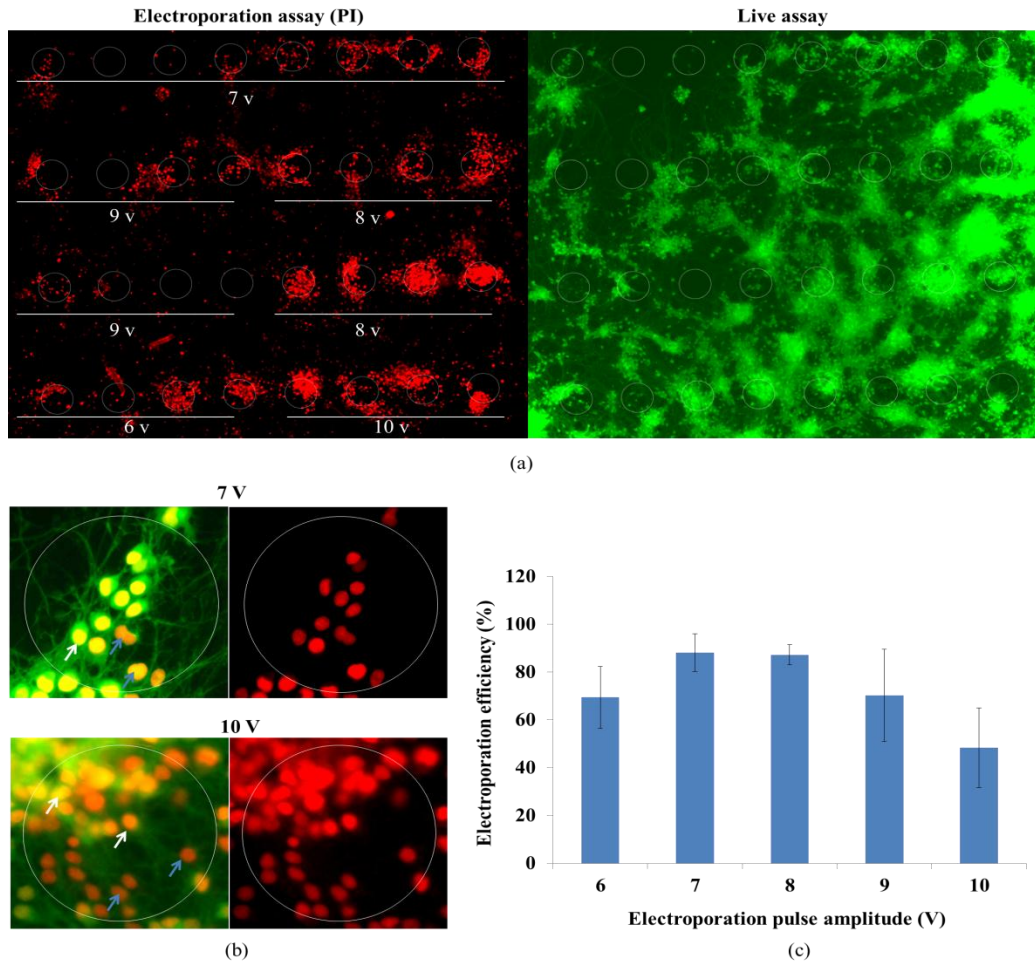 Electroporation assay (PI) Live assay
7 v
9 v 8 v
9 v 8 v
6 v 10 v
(a)
7 V
10 V
(b)
120
100
80
60
40
20
0
Electroporation efficiency (%)
6 7 8 9 10
Electroporation pulse amplitude (V)
(c)